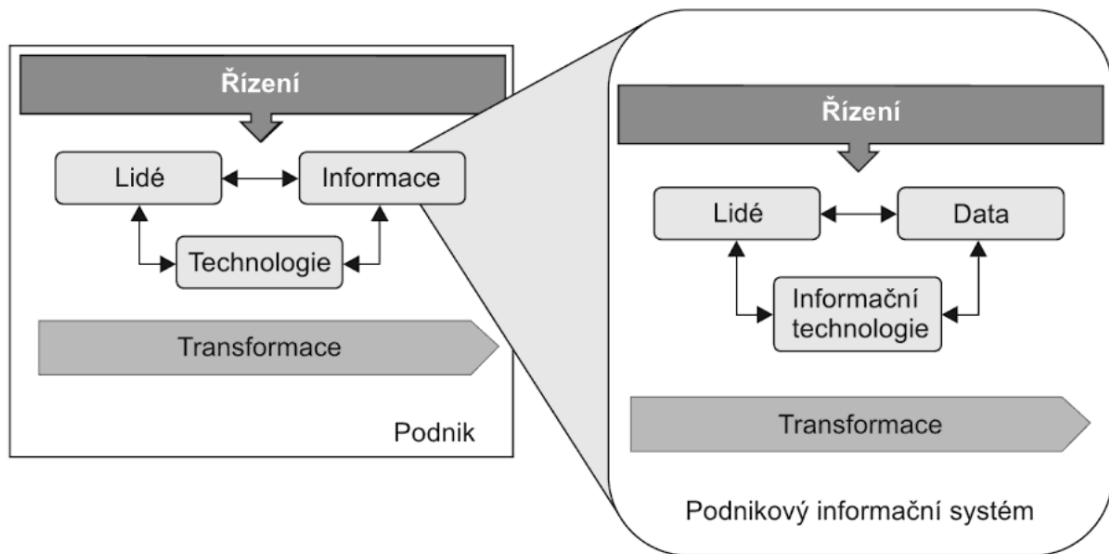 Řízení
Lidé
Informace
Technologie
Transformace
Podnik
Řízení
Lidé
Data
Informační
technologie
Transformace
Podnikový informační systém